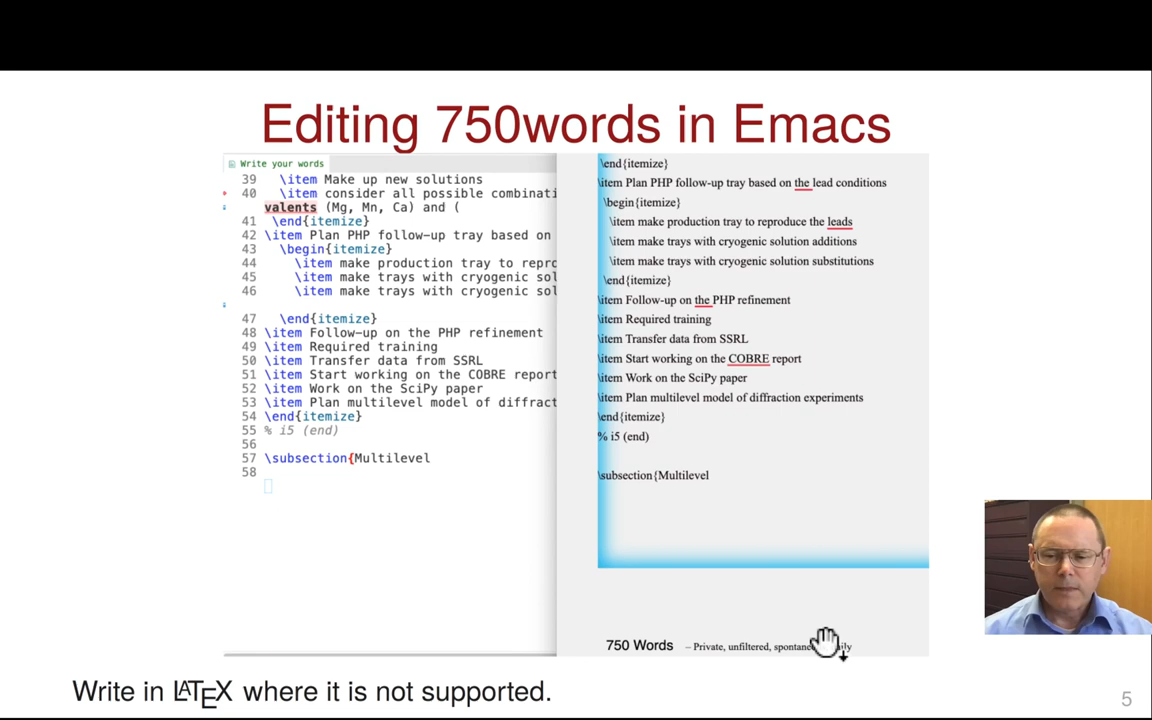 Editing 750words in Emacs
Write your words
39 \item Make up new solutions
40 \item consider all possible combinati
valents (Mg, Mn, Ca) and (
41 \end{itemize}
42 \item Plan PHP follow-up tray based on
43 \begin{itemize}
44 \item make production tray to repro
45 \item make trays with cryogenic sol
46 \item make trays with cryogenic sol
47 \end{itemize}
48 \item Follow-up on the PHP refinement
49 \item Required training
50 \item Transfer data from SSRL
51 \item Start working on the COBRE report
52 \item Work on the SciPy paper
53 \item Plan multilevel model of diffract
54 \end{itemize}
55 % i5 (end)
56
57 \subsection{Multilevel
58
\end{itemize}
\item Plan PHP follow-up tray based on the lead conditions
\begin{itemize}
\item make production tray to reproduce the leads
\item make trays with cryogenic solution additions
\item make trays with cryogenic solution substitutions
\end{itemize}
\item Follow-up on the PHP refinement
\item Required training
\item Transfer data from SSRL
\item Start working on the COBRE report
\item Work on the SciPy paper
\item Plan multilevel model of diffraction experiments
\end{itemize}
% i5 (end)
\subsection{Multilevel
750 Words – Private, unfiltered,
Write in LATEX where it is not supported.
5